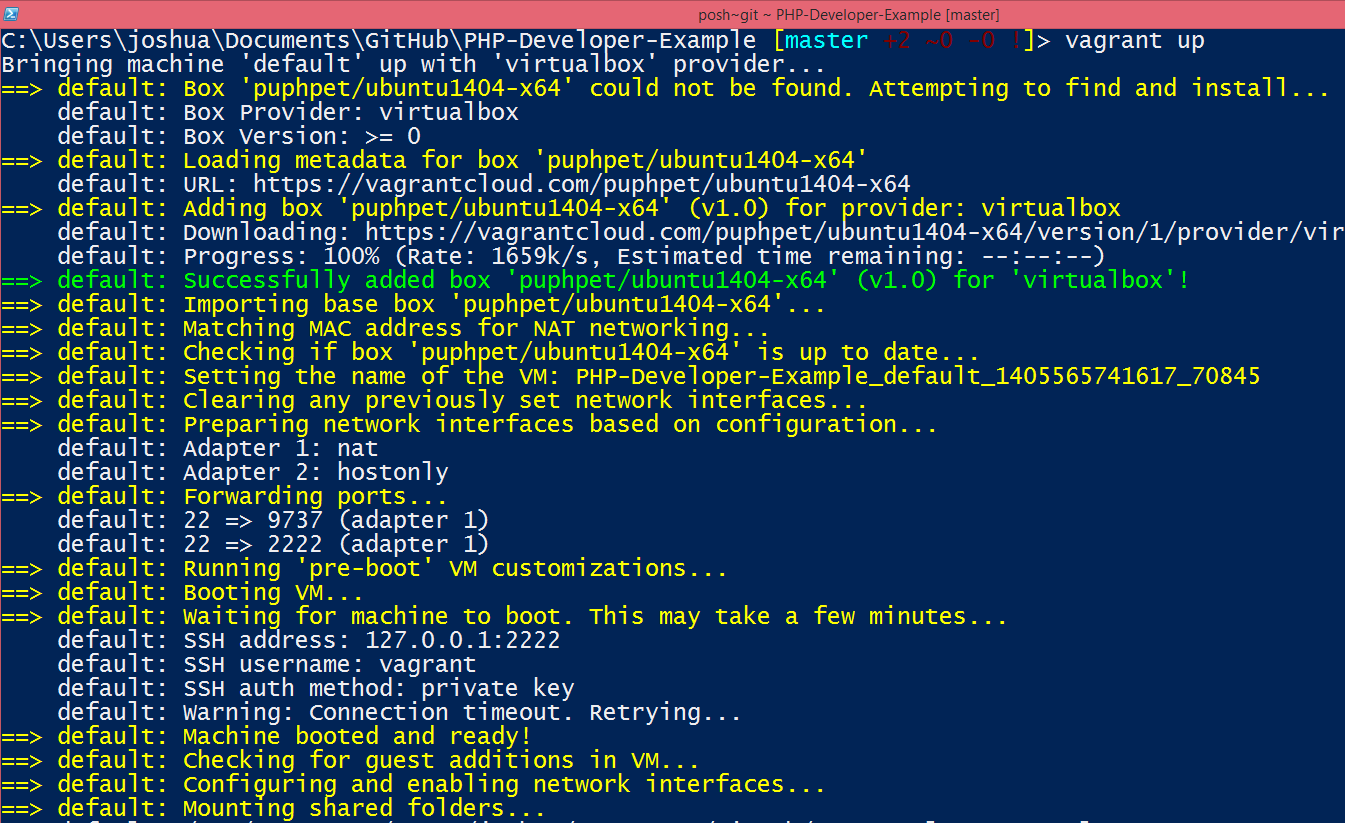 posh~git ~ PHP-Developer-Example [master]
C:\Users\joshua\Documents\GitHub\PHP-Developer-Example [master +2 ~0 -0 !]> vagrant up
Bringing machine 'default' up with 'virtualbox' provider...
==> default: Box 'puphpet/ubuntu1404-x64' could not be found. Attempting to find and install...
    default: Box Provider: virtualbox
    default: Box Version: >= 0
==> default: Loading metadata for box 'puphpet/ubuntu1404-x64'
    default: URL: https://vagrantcloud.com/puphpet/ubuntu1404-x64
==> default: Adding box 'puphpet/ubuntu1404-x64' (v1.0) for provider: virtualbox
    default: Downloading: https://vagrantcloud.com/puphpet/ubuntu1404-x64/version/1/provider/vir
    default: Progress: 100% (Rate: 1659k/s, Estimated time remaining: --:--:--)
==> default: Successfully added box 'puphpet/ubuntu1404-x64' (v1.0) for 'virtualbox'!
==> default: Importing base box 'puphpet/ubuntu1404-x64'...
==> default: Matching MAC address for NAT networking...
==> default: Checking if box 'puphpet/ubuntu1404-x64' is up to date...
==> default: Setting the name of the VM: PHP-Developer-Example_default_1405565741617_70845
==> default: Clearing any previously set network interfaces...
==> default: Preparing network interfaces based on configuration...
    default: Adapter 1: nat
    default: Adapter 2: hostonly
==> default: Forwarding ports...
    default: 22 => 9737 (adapter 1)
    default: 22 => 2222 (adapter 1)
==> default: Running 'pre-boot' VM customizations...
==> default: Booting VM...
==> default: Waiting for machine to boot. This may take a few minutes...
    default: SSH address: 127.0.0.1:2222
    default: SSH username: vagrant
    default: SSH auth method: private key
    default: Warning: Connection timeout. Retrying...
==> default: Machine booted and ready!
==> default: Checking for guest additions in VM...
==> default: Configuring and enabling network interfaces...
==> default: Mounting shared folders...